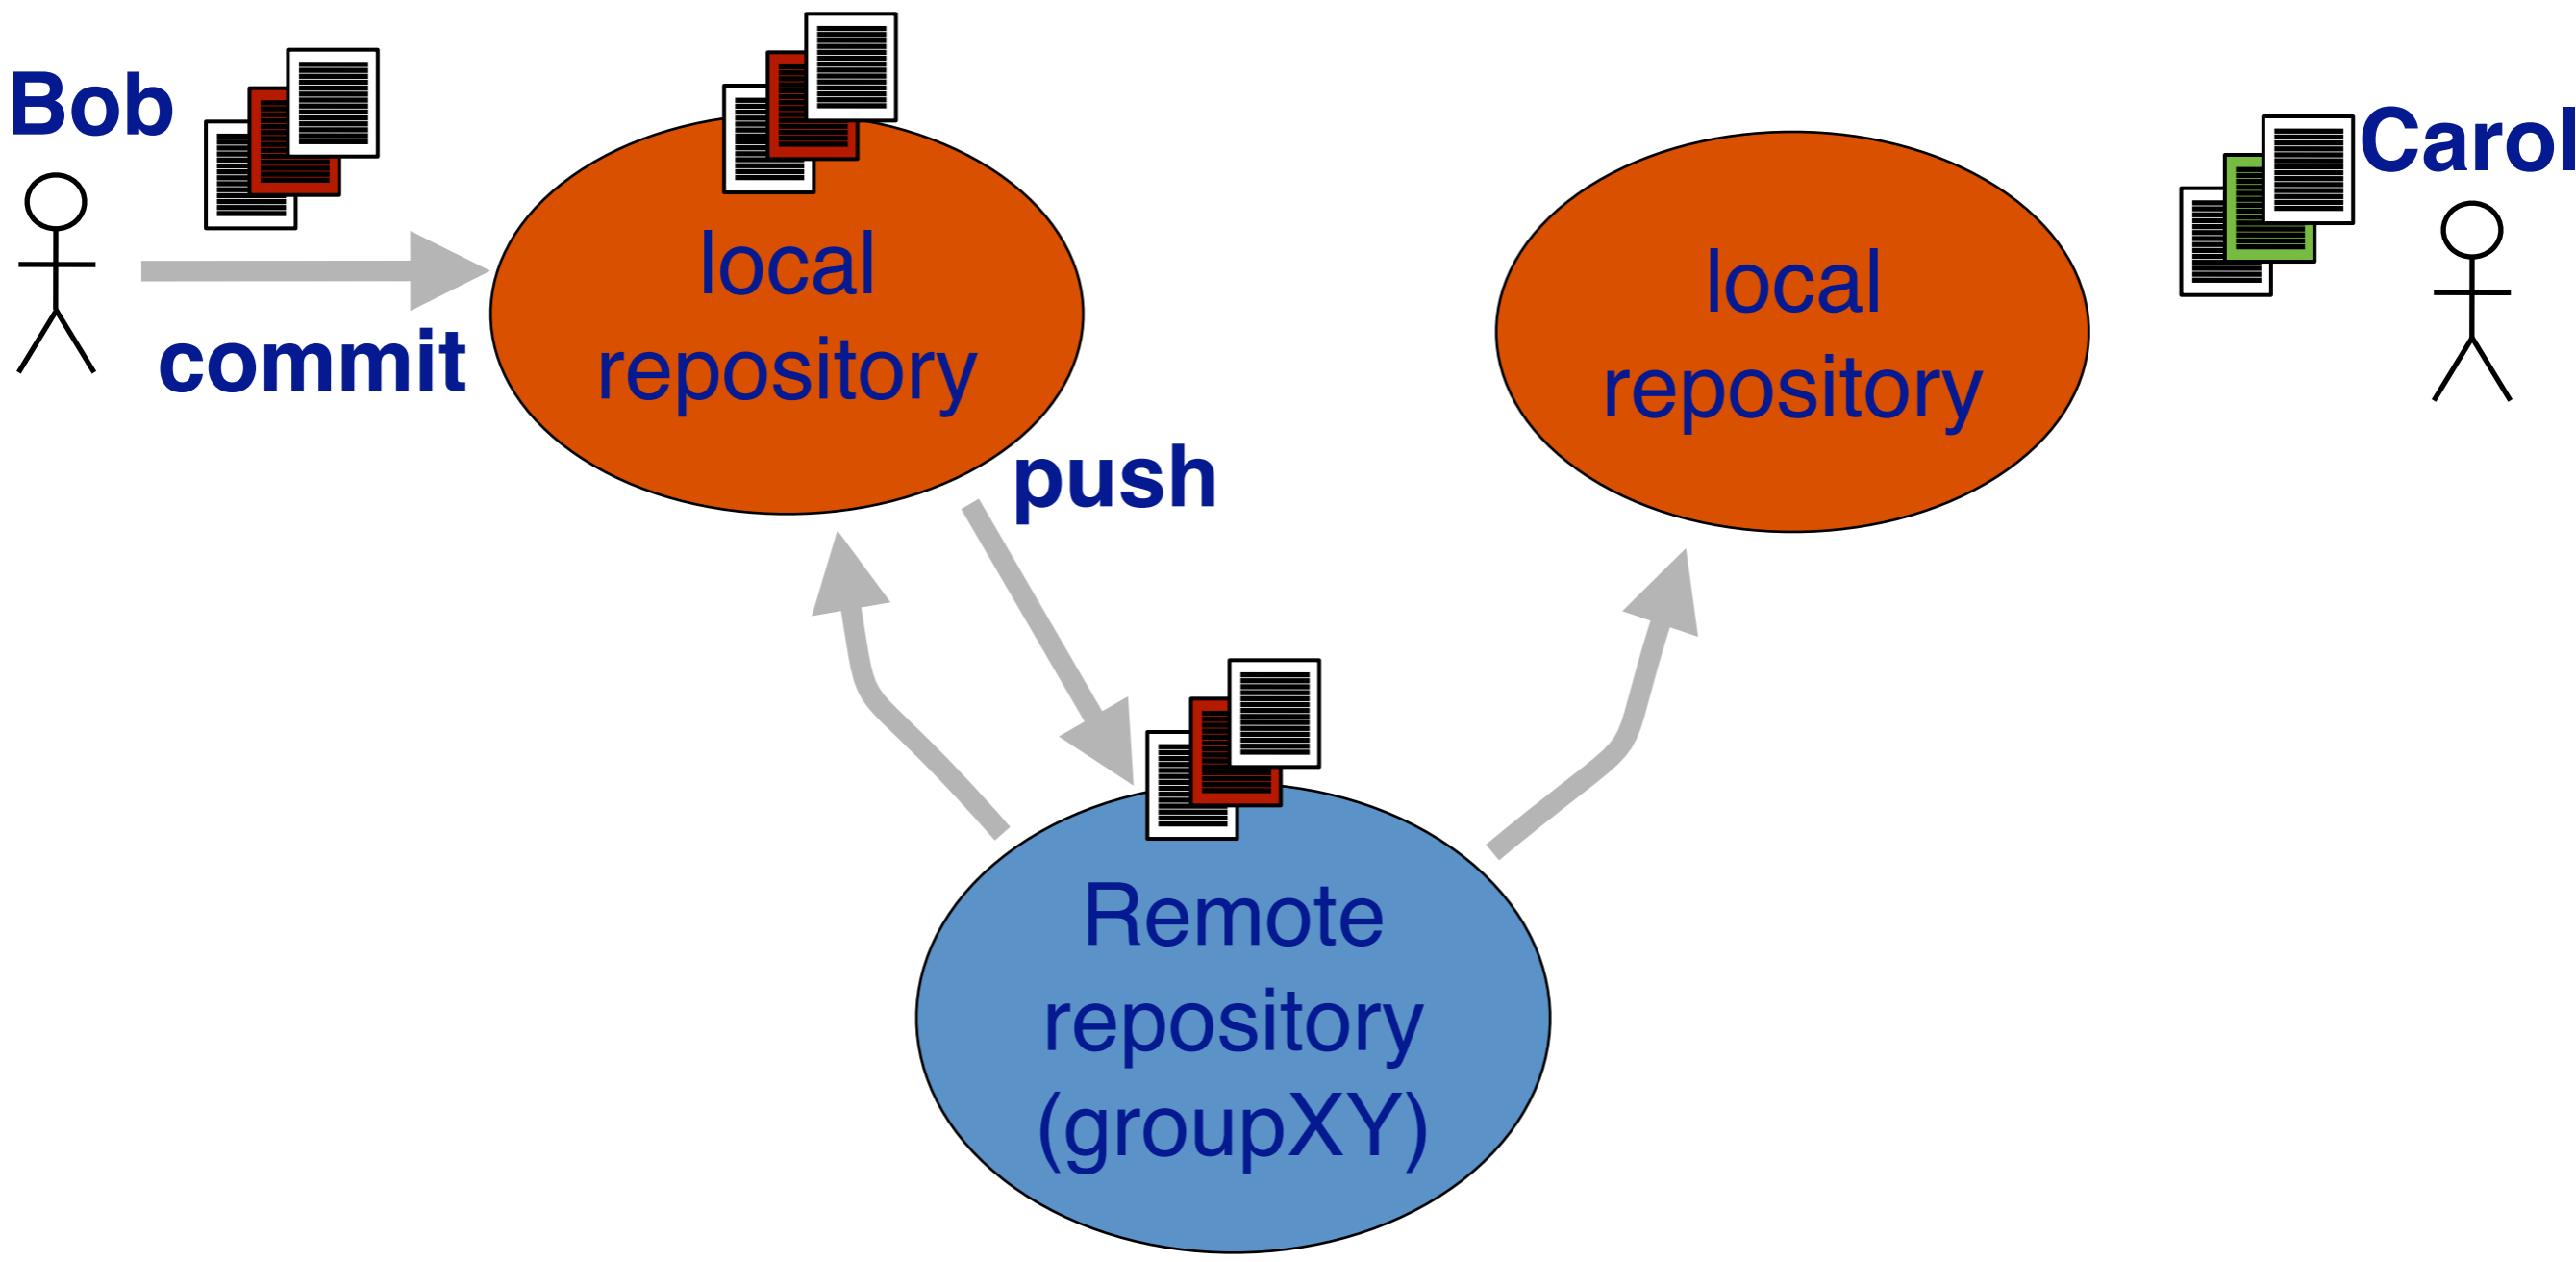 Bob
commit
local
repository
push
local
repository
Carol
Remote
repository
(groupXY)